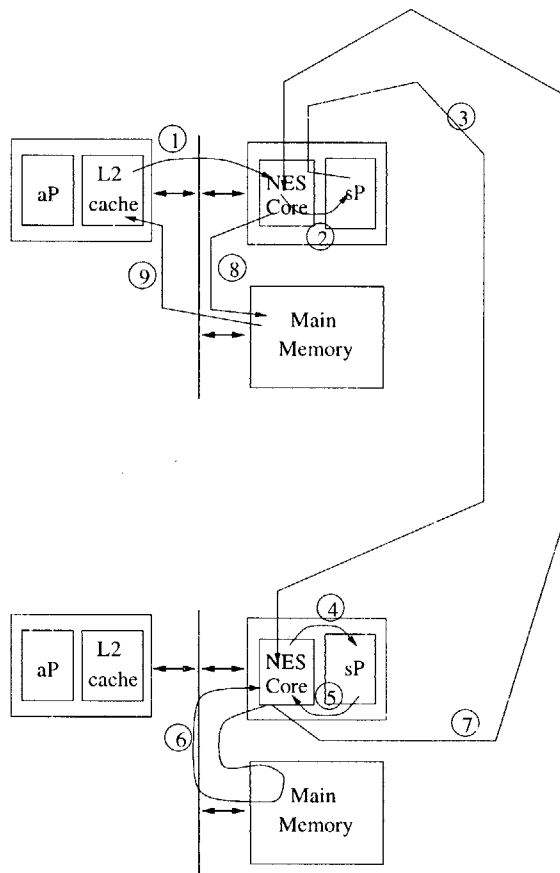 1
3
aP
L2
cache
NES
Core
sP
2
9
8
Main
Memory
4
aP
L2
cache
NES
Core
sP
5
6
7
Main
Memory